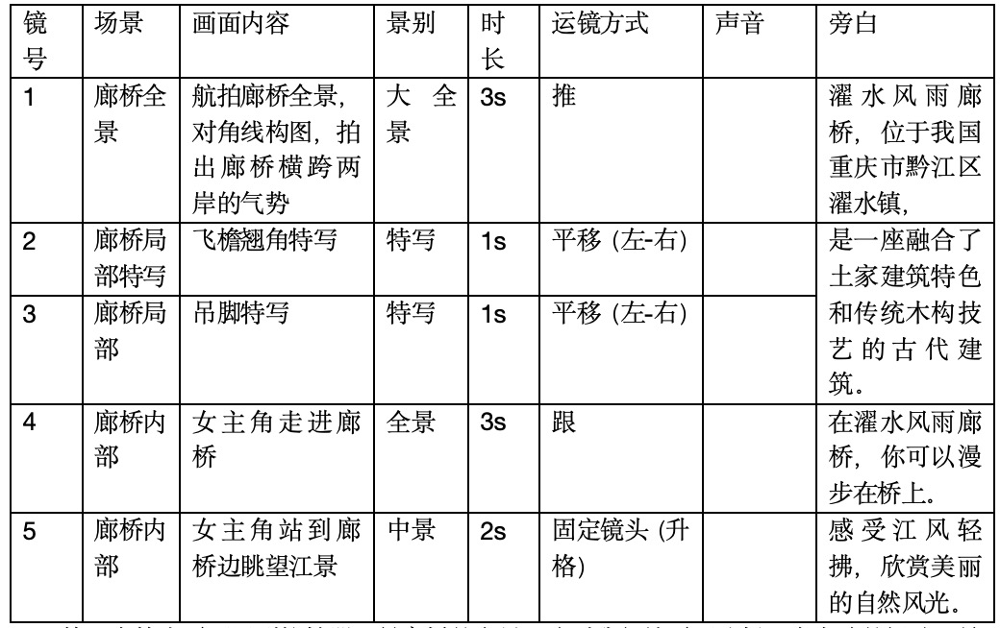 镜号 场景 画面内容 景别 时长 运镜方式 声音 旁白
1 廊桥全景 航拍廊桥全景，对角线构图，拍出廊桥横跨两岸的气势 大全景 3s 推 濯水风雨廊桥，位于我国重庆市黔江区濯水镇，
2 廊桥局部特写 飞檐翘角特写 特写 1s 平移（左-右） 是一座融合了土家建筑特色和传统木构技艺的古代建筑。
3 廊桥局部 吊脚特写 特写 1s 平移（左-右）
4 廊桥内部 女主角走进廊桥 全景 3s 跟 在濯水风雨廊桥，你可以漫步在桥上。
5 廊桥内部 女主角站到廊桥边眺望江景 中景 2s 固定镜头（升格） 感受江风轻拂，欣赏美丽的自然风光。